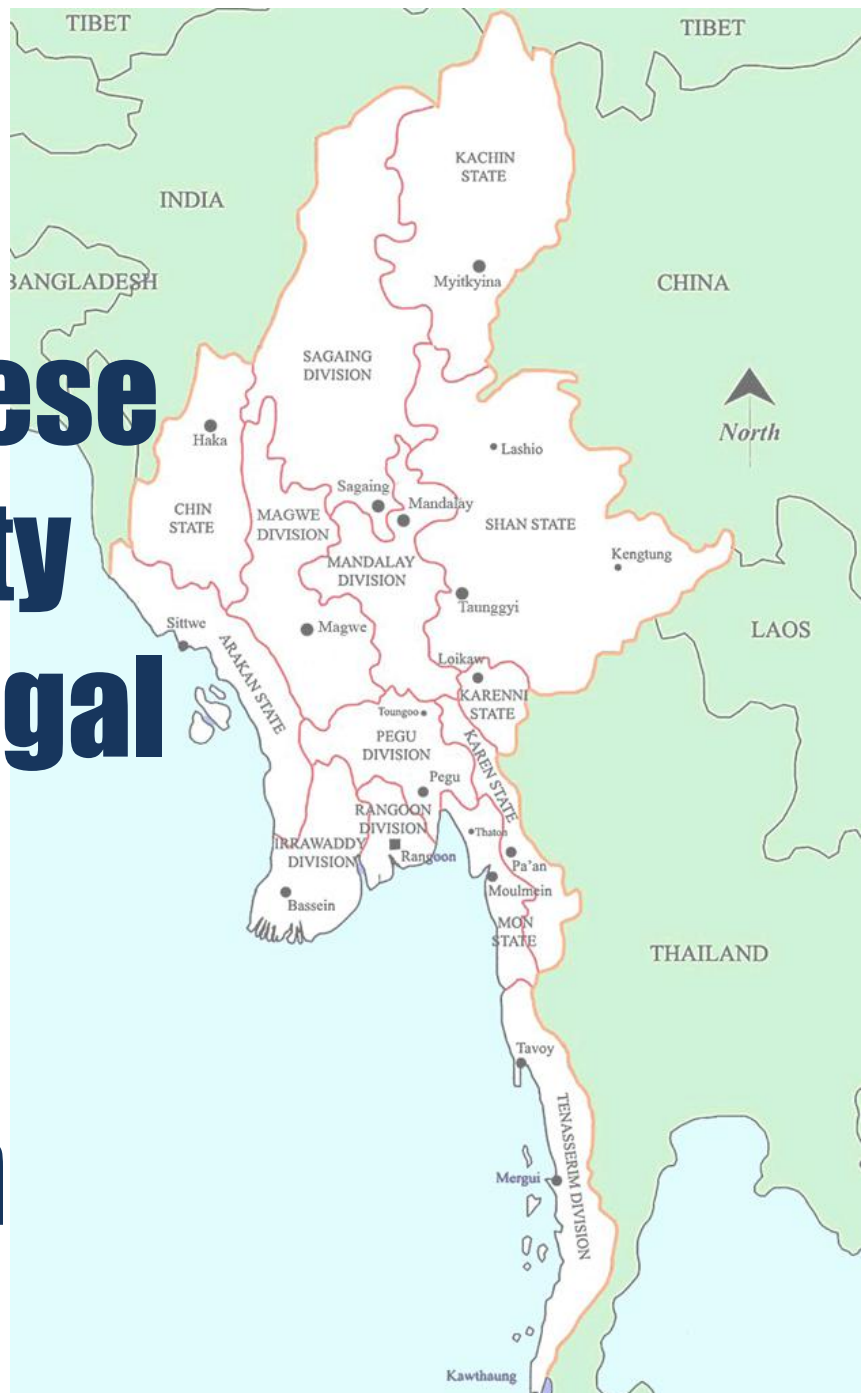 TIBET
TIBET
KACHIN
STATE
INDIA
Myitkyina
BANGLADESH
CHINA
SAGAING
DIVISION
ese
North
Haka
Lashio
Sagaing
Mandalay
CHIN
STATE
MAGWE
DIVISION
SHAN STATE
ty
MANDALAY
DIVISION
Kengtung
Taunggyi
Sittwe
Magwe
LAOS
ARAKAN STATE
Loikaw
gal
KARENNI
STATE
Toungoo
PEGU
DIVISION
KAREN STATE
Pegu
RANGOON
DIVISION
Thaton
IRRAWADDY
DIVISION
Rangoon
Pa'an
Moulmein
Bassein
MON
STATE
THAILAND
Tavoy
TENASSERIM DIVISION
Mergui
Kawthaung